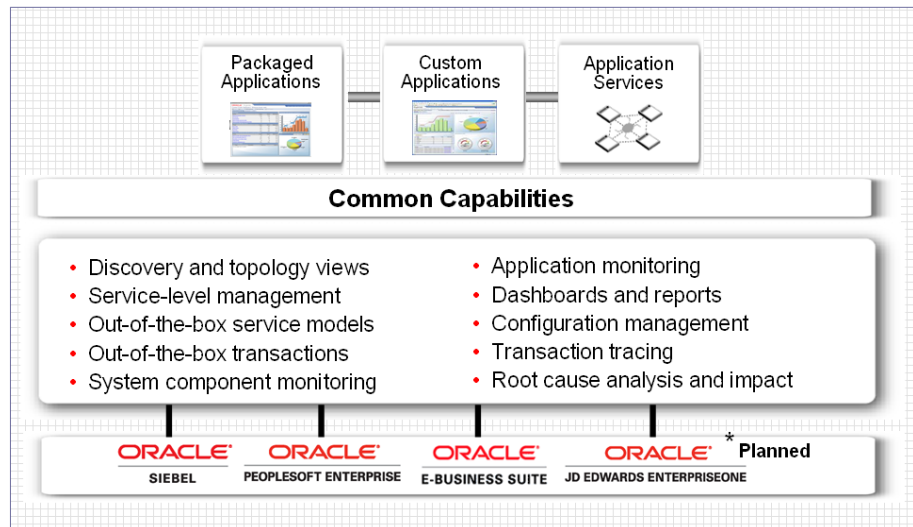 Packaged
Applications
Custom
Applications
Application
Services
Common Capabilities
• Discovery and topology views
• Service-level management
• Out-of-the-box service models
• Out-of-the-box transactions
• System component monitoring
• Application monitoring
• Dashboards and reports
• Configuration management
• Transaction tracing
• Root cause analysis and impact
ORACLE®
SIEBEL
ORACLE®
PEOPLESOFT ENTERPRISE
ORACLE®
E-BUSINESS SUITE
ORACLE®
JD EDWARDS ENTERPRISEONE
* Planned